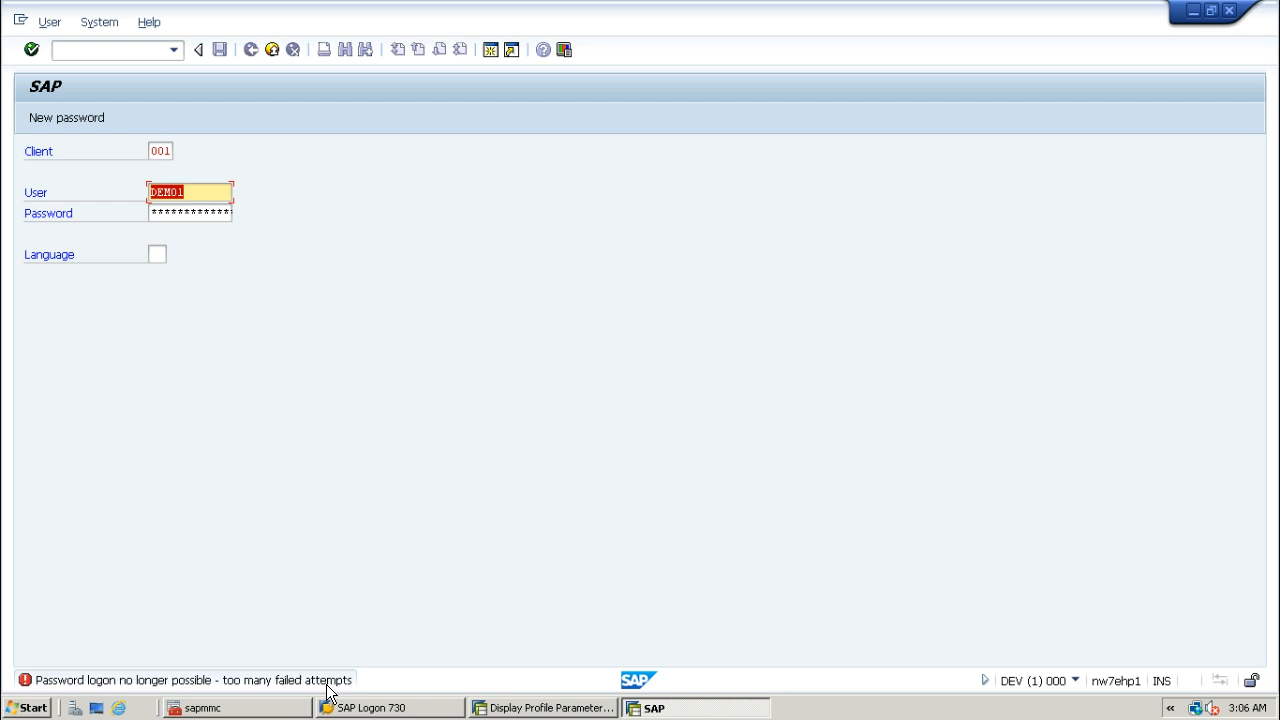 User System Help
SAP
New password
Client 001
User DEMO1
Password ************
Language
Password logon no longer possible - too many failed attempts
SAP
DEV (1) 000
nw7ehp1
INS
Start
sapmmc
SAP Logon 730
Display Profile Parameter...
SAP
«
3:06 AM